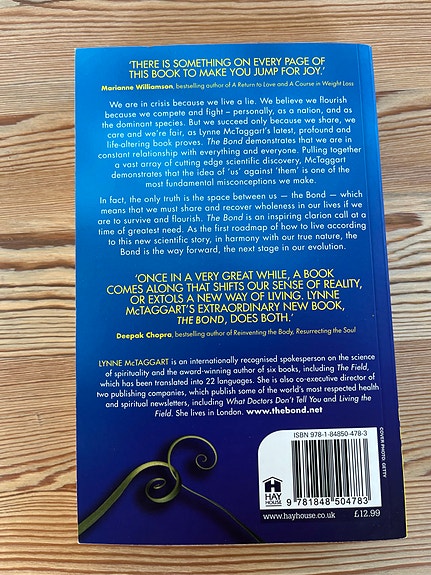 ‘THERE IS SOMETHING ON EVERY PAGE OF
THIS BOOK TO MAKE YOU JUMP FOR JOY.’
Marianne Williamson, bestselling author of A Return to Love and A Course in Weight Loss
We are in crisis because we live a lie. We believe we flourish
because we compete and fight – personally, as a nation, and as
the dominant species. But we succeed only because we share, we
care and we’re fair, as Lynne McTaggart’s latest, profound and
life-altering book proves. The Bond demonstrates that we are in
constant relationship with everything and everyone. Pulling together
a vast array of cutting edge scientific discovery, McTaggart
demonstrates that the idea of ‘us’ against ‘them’ is one of the
most fundamental misconceptions we make.
In fact, the only truth is the space between us — the Bond — which
means that we must share and recover wholeness in our lives if we
are to survive and flourish. The Bond is an inspiring clarion call at a
time of greatest need. As the first roadmap of how to live according
to this new scientific story, in harmony with our true nature, the
Bond is the way forward, the next stage in our evolution.
‘ONCE IN A VERY GREAT WHILE, A BOOK
COMES ALONG THAT SHIFTS OUR SENSE OF REALITY,
OR EXTOLS A NEW WAY OF LIVING. LYNNE
McTAGGART’S EXTRAORDINARY NEW BOOK,
THE BOND, DOES BOTH.’
Deepak Chopra, bestselling author of Reinventing the Body, Resurrecting the Soul
LYNNE McTAGGART is an internationally recognised spokesperson on the science
of spirituality and the award-winning author of six books, including The Field,
which has been translated into 22 languages. She is also co-executive director of
two publishing companies, which publish some of the world’s most respected health
and spiritual newsletters, including What Doctors Don’t Tell You and Living the
Field. She lives in London. www.thebond.net
ISBN 978-1-84850-478-3
9 781848 504783
HAY
HOUSE
www.hayhouse.co.uk
£12.99
COVER PHOTO: GETTY